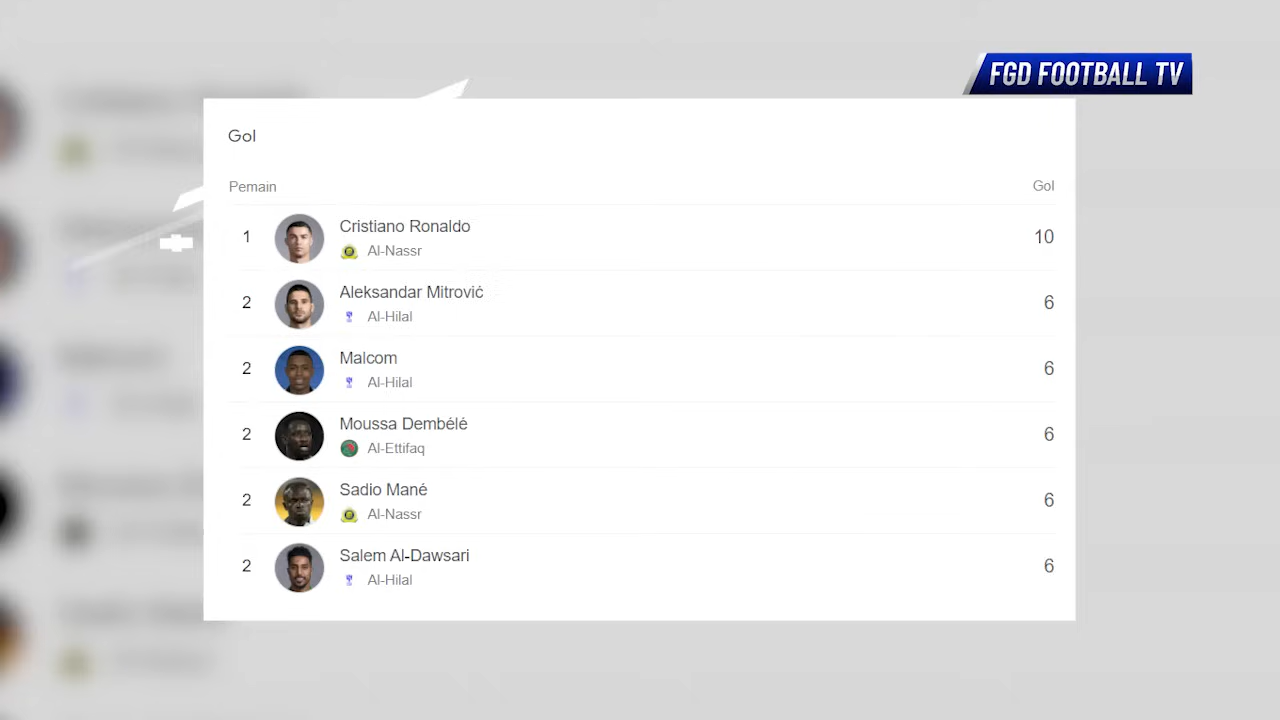 FGD FOOTBALL TV
Gol
Pemain Gol
1 Cristiano Ronaldo 10
Al-Nassr
2 Aleksandar Mitrović 6
Al-Hilal
2 Malcom 6
Al-Hilal
2 Moussa Dembélé 6
Al-Ettifaq
2 Sadio Mané 6
Al-Nassr
2 Salem Al-Dawsari 6
Al-Hilal